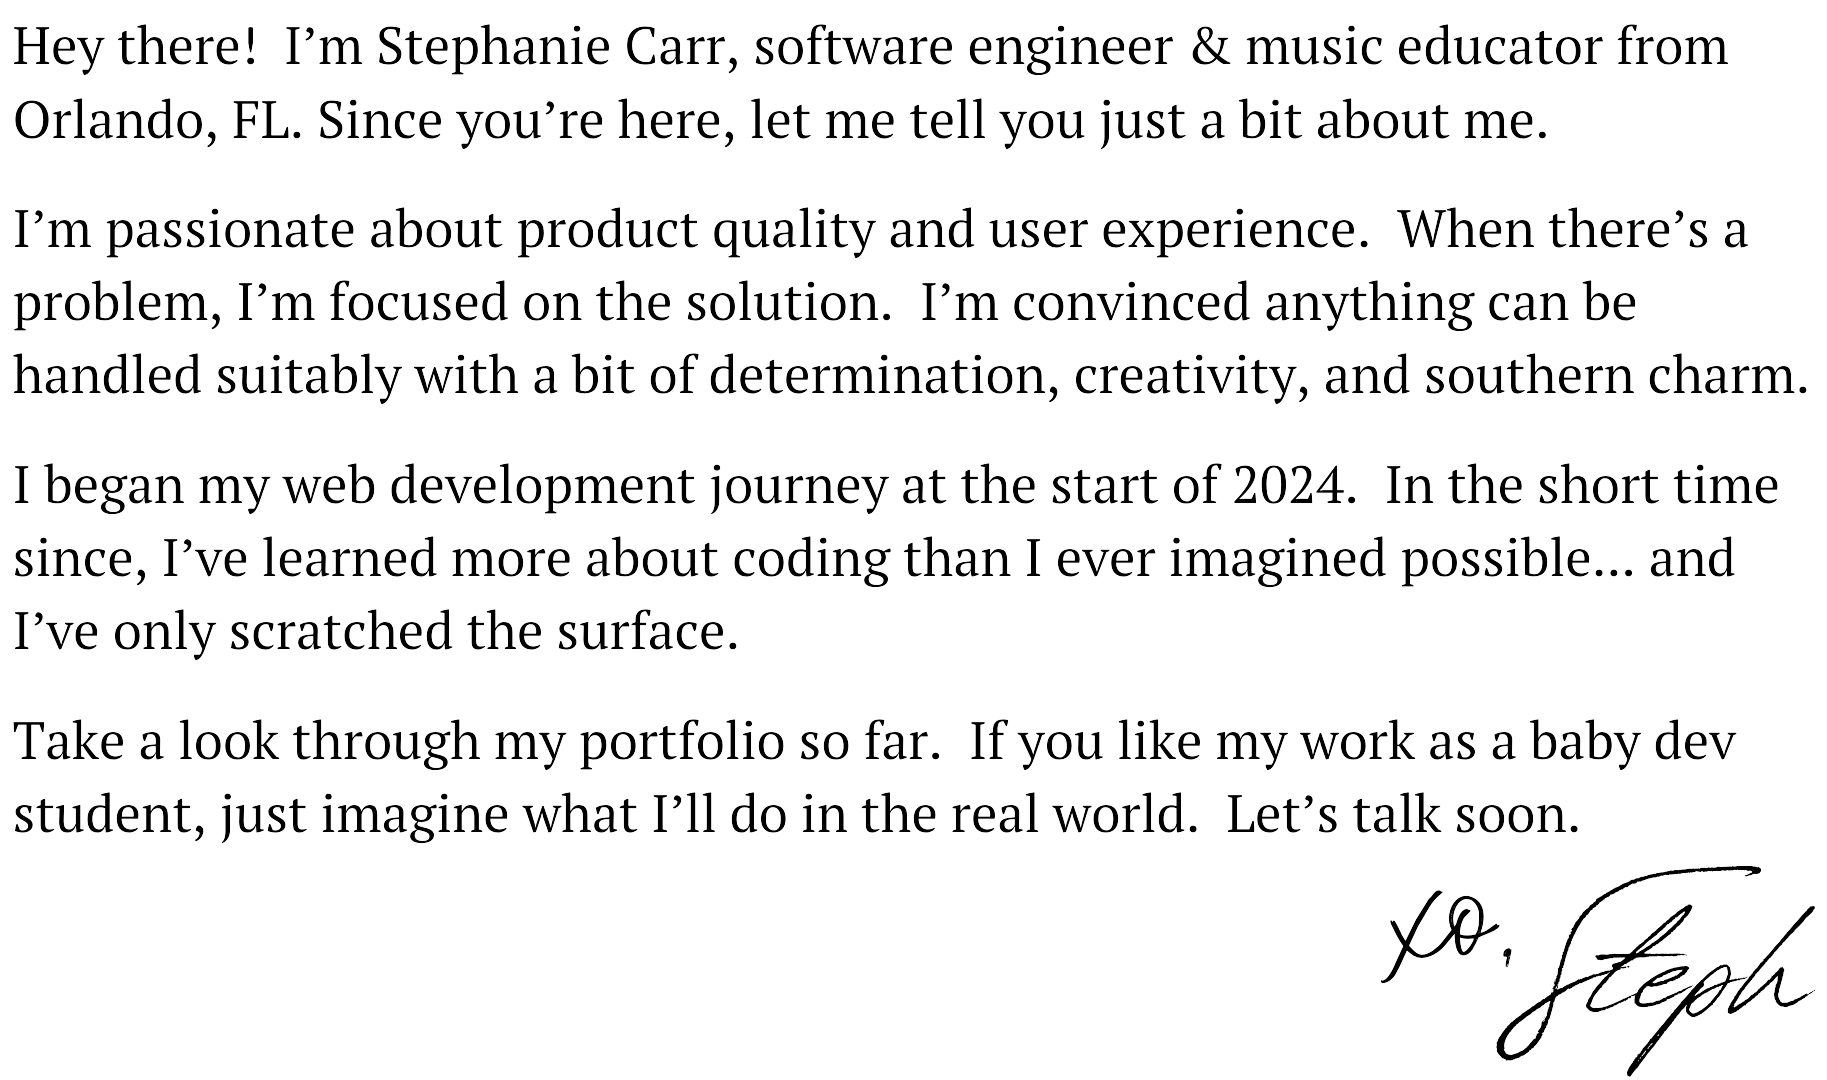 Hey there!  I’m Stephanie Carr, software engineer & music educator from
Orlando, FL. Since you’re here, let me tell you just a bit about me.
I’m passionate about product quality and user experience.  When there’s a
problem, I’m focused on the solution.  I’m convinced anything can be
handled suitably with a bit of determination, creativity, and southern charm.
I began my web development journey at the start of 2024.  In the short time
since, I’ve learned more about coding than I ever imagined possible... and
I’ve only scratched the surface.
Take a look through my portfolio so far.  If you like my work as a baby dev
student, just imagine what I’ll do in the real world.  Let’s talk soon.
xo, Steph